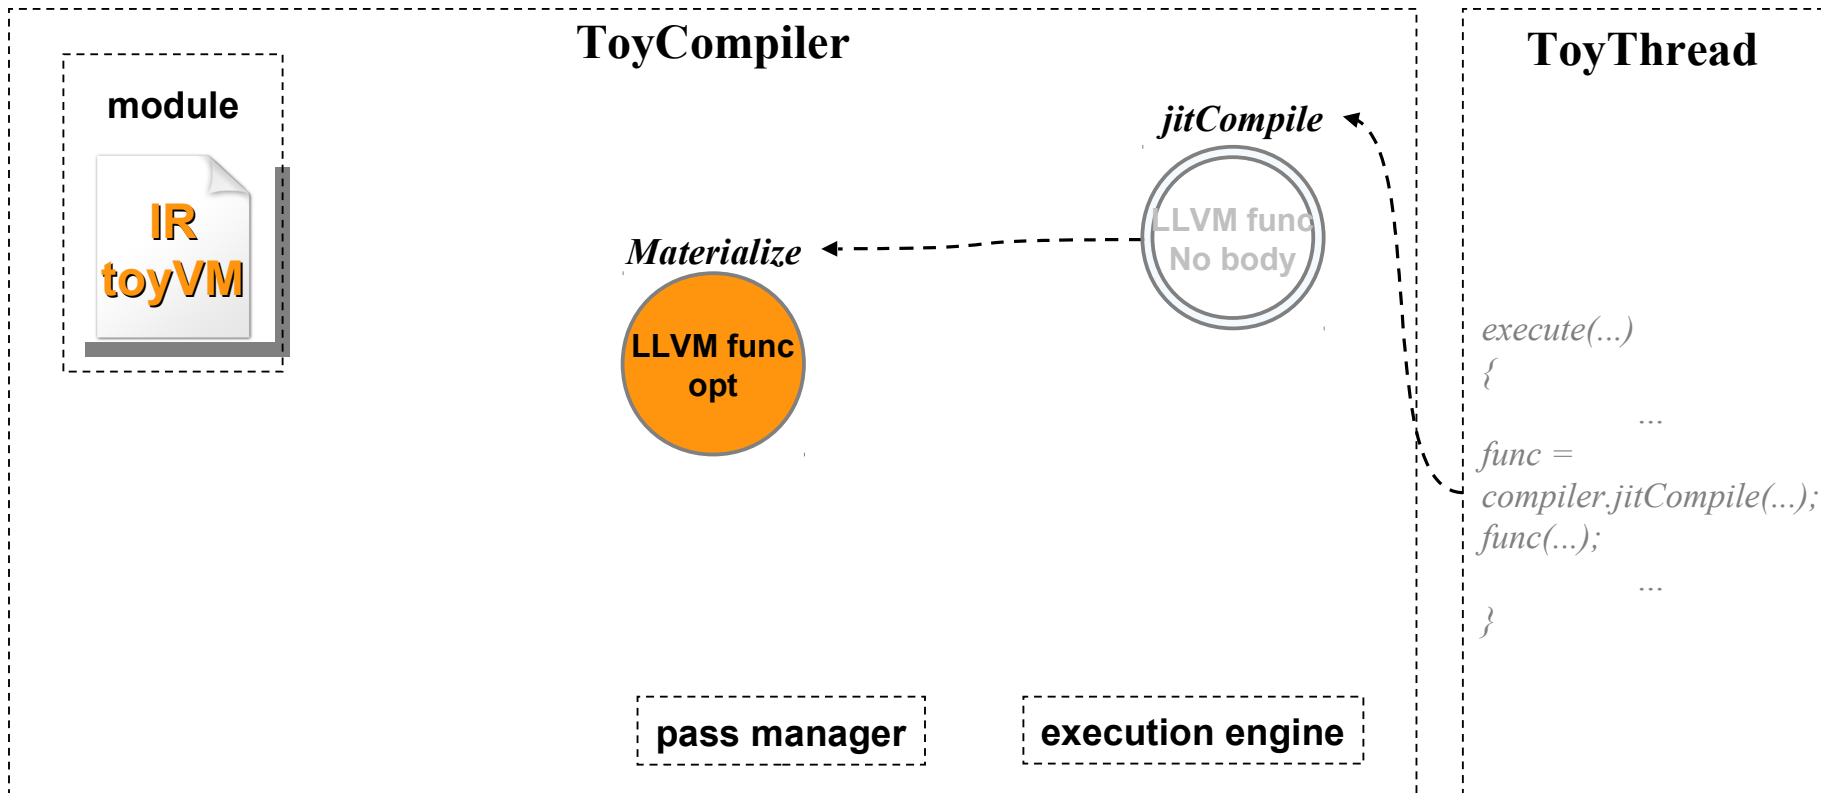 ToyCompiler
ToyThread
module
IR
toyVM
jitCompile
LLVM func
No body
Materialize
LLVM func
opt
execute(...)
{
...
func =
compiler.jitCompile(...);
func(...);
...
}
pass manager
execution engine